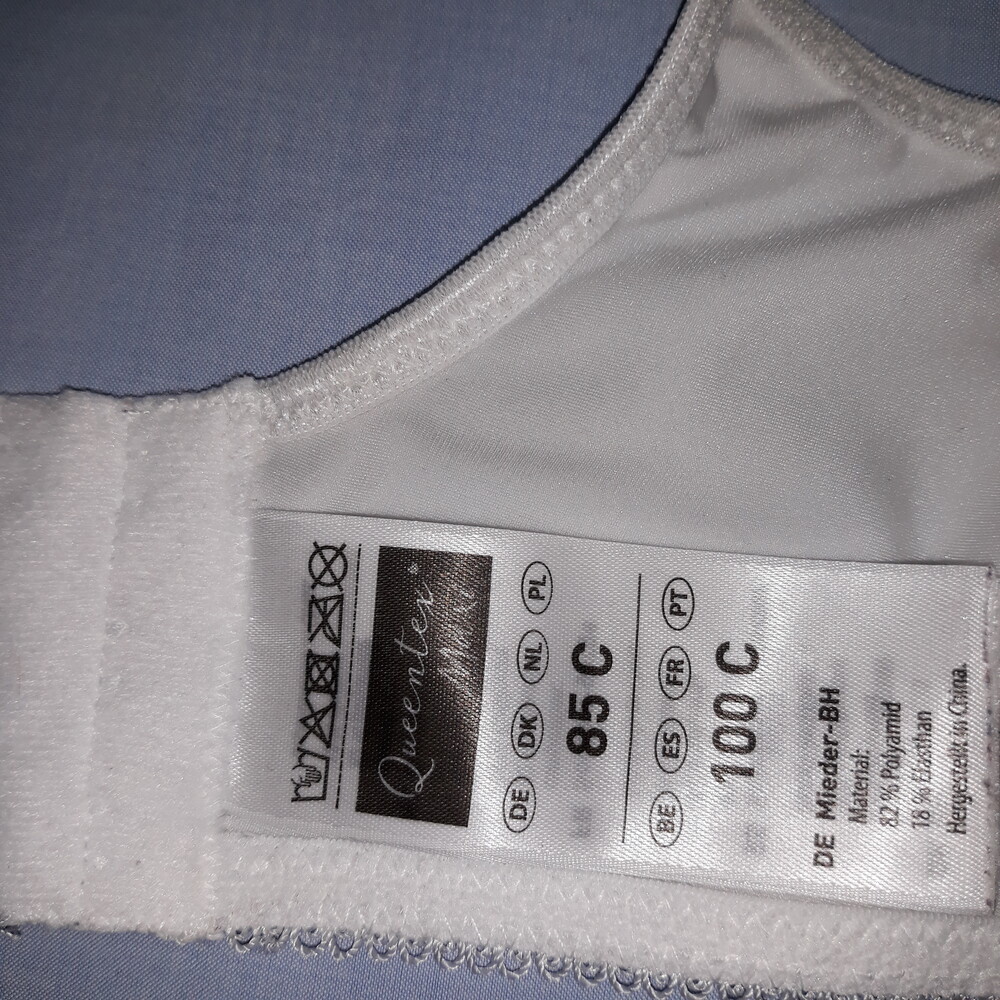 Queentex
DE DK NL PL
85 C
BE ES FR PT
100 C
DE Mieder-BH
Material:
82 % Polyamid
18 % Elasthan
Hergestellt in China.